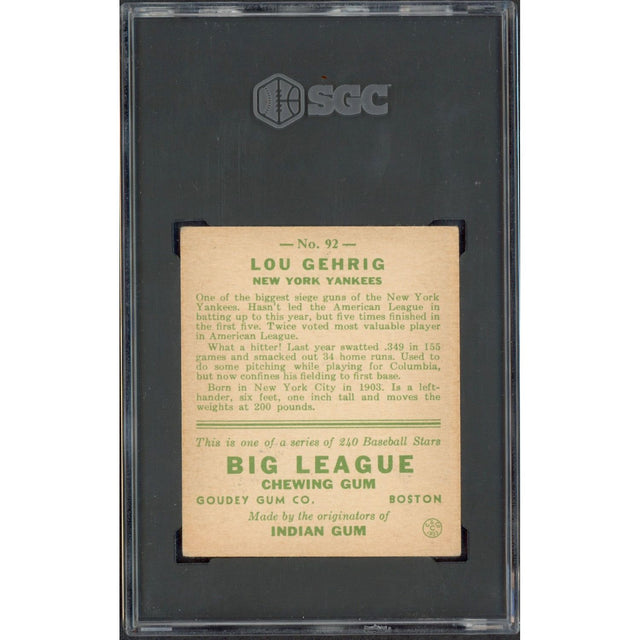 SGC
— No. 92 —
LOU GEHRIG
NEW YORK YANKEES
One of the biggest siege guns of the New York
Yankees. Hasn't led the American League in
batting up to this year, but five times finished in
the first five. Twice voted most valuable player
in American League.
What a hitter! Last year swatted .349 in 155
games and smacked out 34 home runs. Used to
do some pitching while playing for Columbia,
but now confines his fielding to first base.
Born in New York City in 1903. Is a left-
hander, six feet, one inch tall and moves the
weights at 200 pounds.
This is one of a series of 240 Baseball Stars
BIG LEAGUE
CHEWING GUM
GOUDEY GUM CO. BOSTON
Made by the originators of
INDIAN GUM